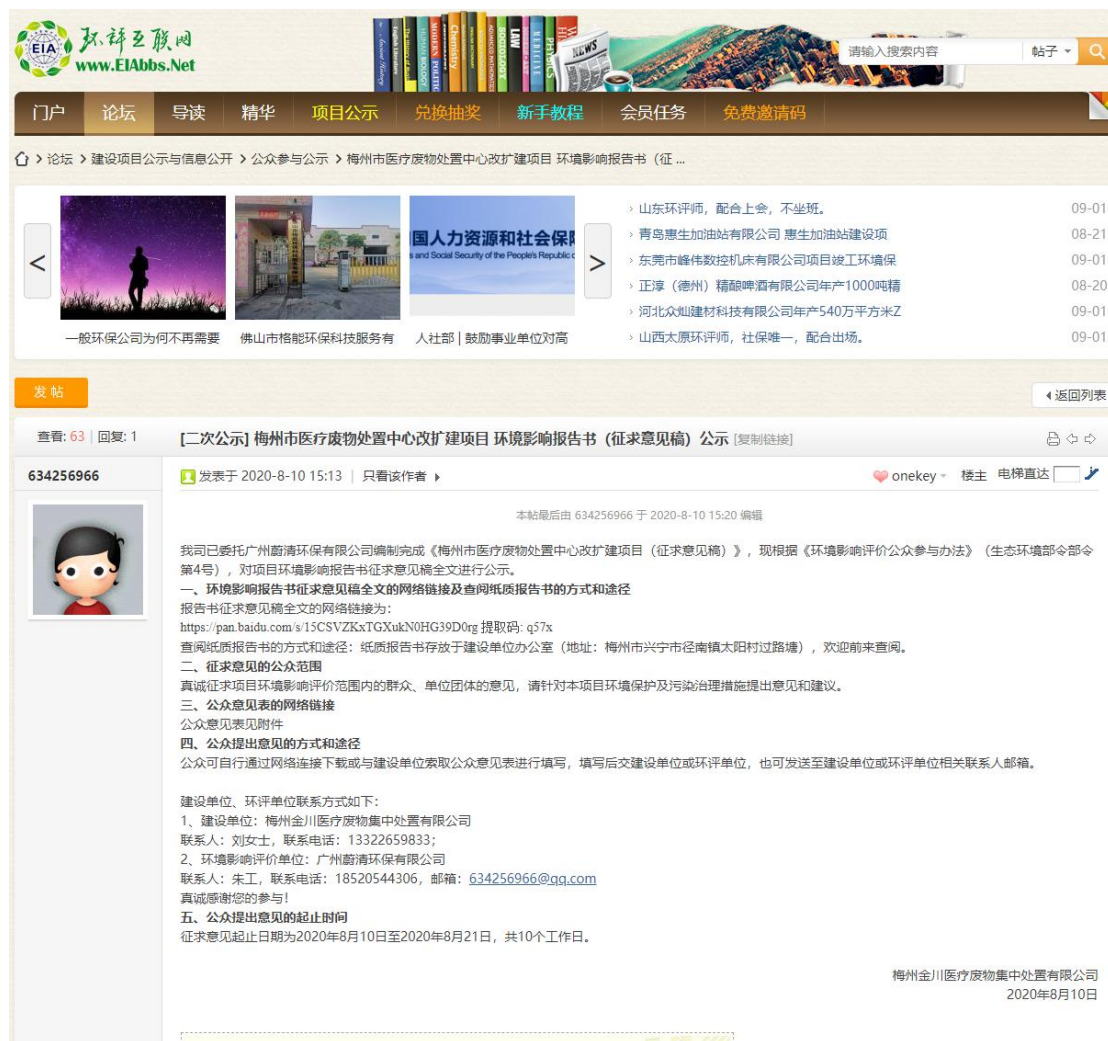 EIA
环评互联网
www.EIAbbs.Net
LAW
NEWS
请输入搜索内容
帖子
门户 论坛 导读 精华 项目公示 兑换抽奖 新手教程 会员任务 免费邀请码
论坛 > 建设项目公示与信息公开 > 公众参与公示 > 梅州市医疗废物处置中心改扩建项目 环境影响报告书（征 ...
国人力资源和社会保障
一般环保公司为何不再需要
佛山市格能环保科技服务有
人社部 | 鼓励事业单位对高
山东环评师，配合上会，不坐班。 09-01
青岛惠生加油站有限公司 惠生加油站建设项 08-21
东莞市峰伟数控机床有限公司项目竣工环境保 09-01
正淳（德州）精酿啤酒有限公司年产1000吨精 08-20
河北众灿建材科技有限公司年产540万平方米Z 09-01
山西太原环评师，社保唯一，配合出场。 09-01
发帖
返回列表
查看: 63 | 回复: 1
[二次公示] 梅州市医疗废物处置中心改扩建项目 环境影响报告书（征求意见稿）公示 [复制链接]
634256966
发表于 2020-8-10 15:13 | 只看该作者
onekey 楼主 电梯直达
本帖最后由 634256966 于 2020-8-10 15:20 编辑
我司已委托广州蔚清环保有限公司编制完成《梅州市医疗废物处置中心改扩建项目（征求意见稿）》，现根据《环境影响评价公众参与办法》（生态环境部令部令
第4号），对项目环境影响报告书征求意见稿全文进行公示。
一、环境影响报告书征求意见稿全文的网络链接及查阅纸质报告书的方式和途径
报告书征求意见稿全文的网络链接为：
https://pan.baidu.com/s/15CSVZKxTGXukN0HG39D0rg 提取码: q57x
查阅纸质报告书的方式和途径：纸质报告书存放于建设单位办公室（地址：梅州市兴宁市径南镇太阳村过路塘），欢迎前来查阅。
二、征求意见的公众范围
真诚征求项目环境影响评价范围内的群众、单位团体的意见，请针对本项目环境保护及污染治理措施提出意见和建议。
三、公众意见表的网络链接
公众意见表见附件
四、公众提出意见的方式和途径
公众可自行通过网络连接下载或与建设单位索取公众意见表进行填写，填写后交建设单位或环评单位，也可发送至建设单位或环评单位相关联系人邮箱。
建设单位、环评单位联系方式如下：
1、建设单位：梅州金川医疗废物集中处置有限公司
联系人：刘女士，联系电话：13322659833；
2、环境影响评价单位：广州蔚清环保有限公司
联系人：朱工，联系电话：18520544306，邮箱：634256966@qq.com
真诚感谢您的参与！
五、公众提出意见的起止时间
征求意见起止日期为2020年8月10日至2020年8月21日，共10个工作日。
梅州金川医疗废物集中处置有限公司
2020年8月10日